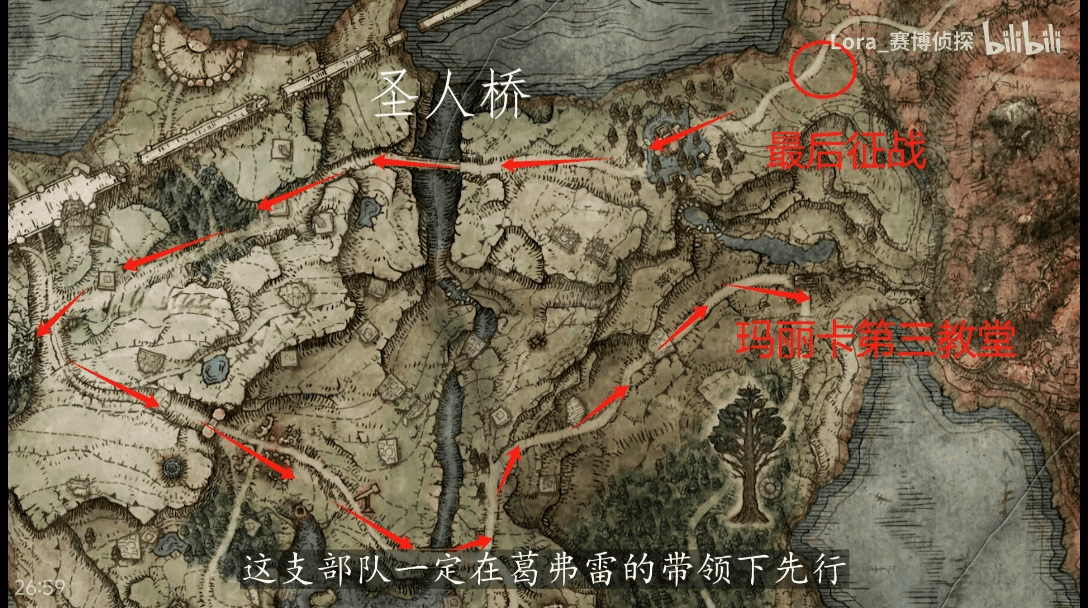 Lora_赛博侦探 bilibili
圣人桥
最后征战
玛丽卡第三教堂
这支部队一定在葛弗雷的带领下先行
26:59